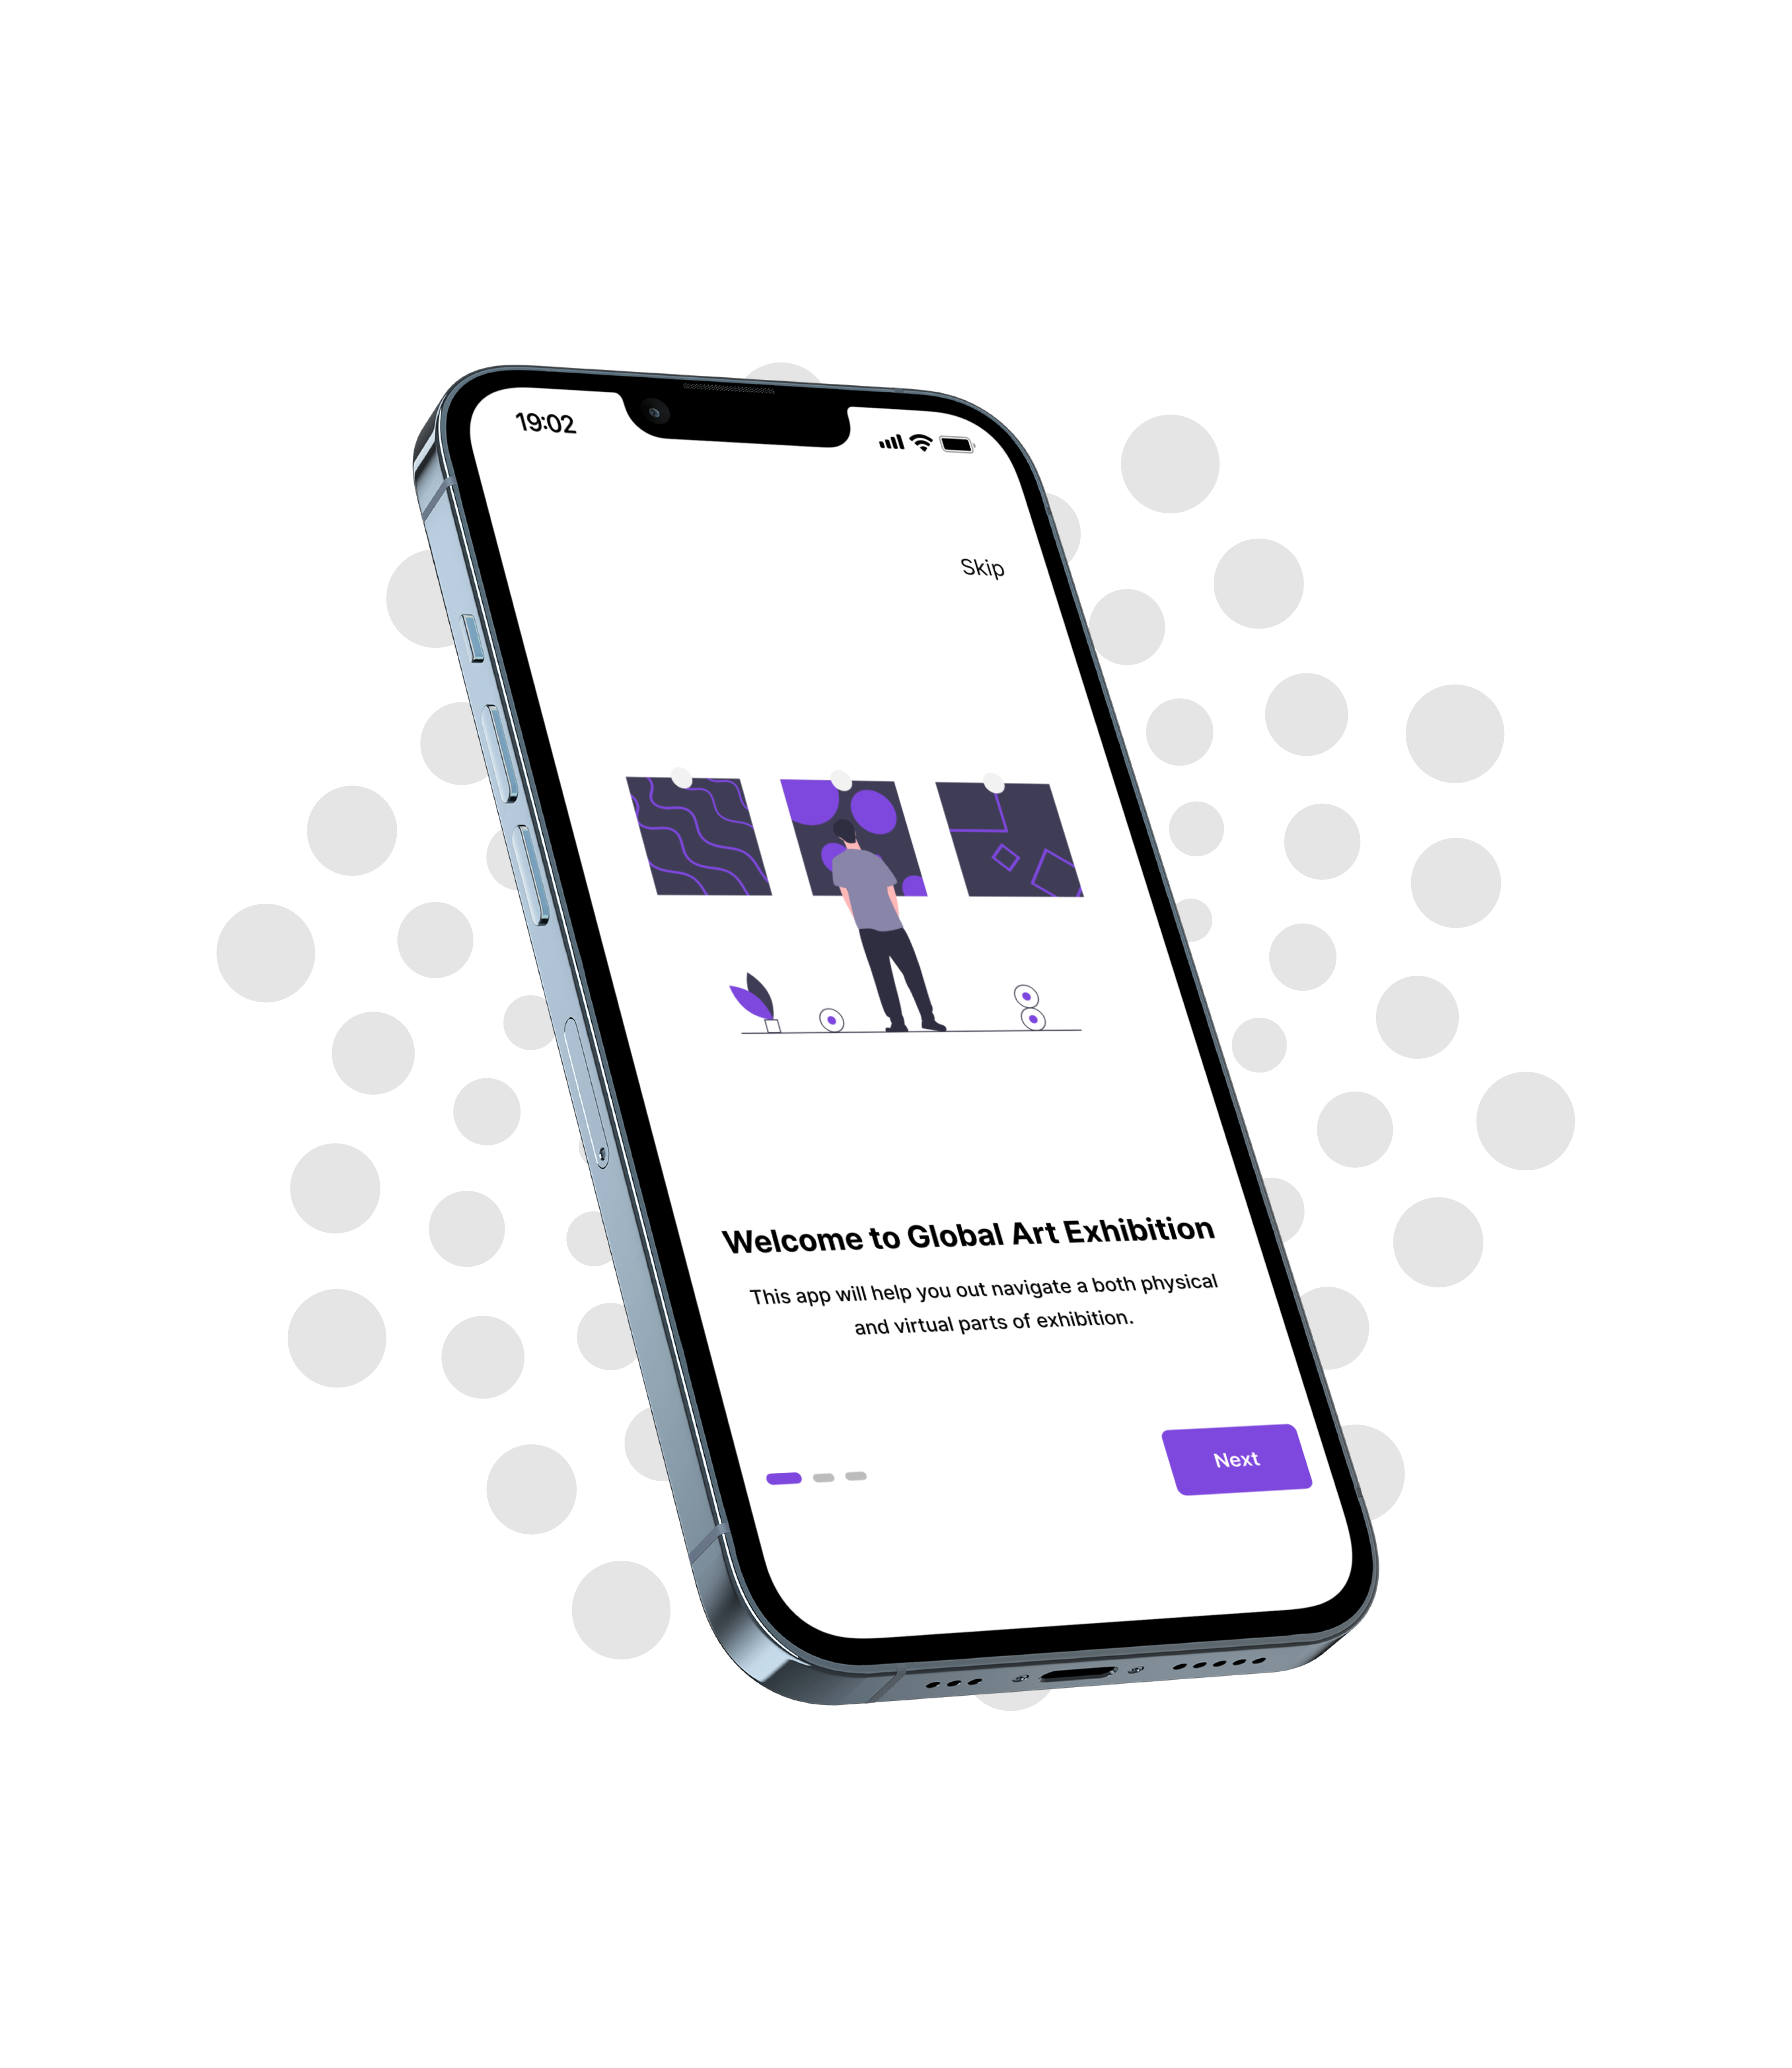 19:02
Skip
Welcome to Global Art Exhibition
This app will help you out navigate a both physical
and virtual parts of exhibition.
Next